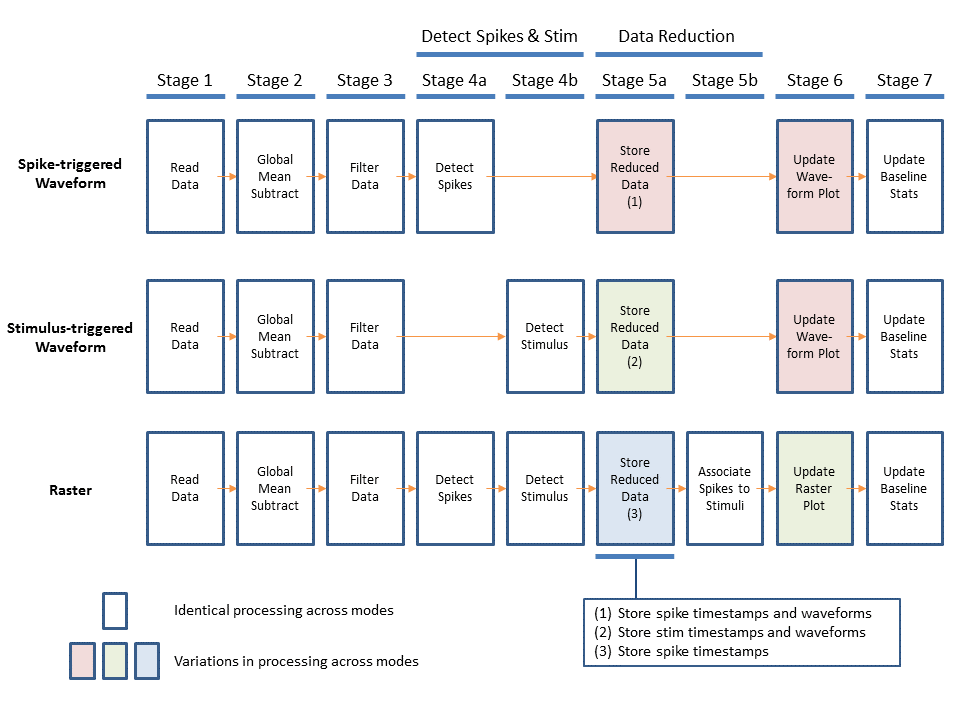 Detect Spikes & Stim
Data Reduction
Stage 1
Stage 2
Stage 3
Stage 4a
Stage 4b
Stage 5a
Stage 5b
Stage 6
Stage 7
Spike-triggered
Waveform
Read
Data
Global
Mean
Subtract
Filter
Data
Detect
Spikes
Store
Reduced
Data
(1)
Update
Wave-
form Plot
Update
Baseline
Stats
Stimulus-triggered
Waveform
Read
Data
Global
Mean
Subtract
Filter
Data
Detect
Stimulus
Store
Reduced
Data
(2)
Update
Wave-
form Plot
Update
Baseline
Stats
Raster
Read
Data
Global
Mean
Subtract
Filter
Data
Detect
Spikes
Detect
Stimulus
Store
Reduced
Data
(3)
Associate
Spikes to
Stimuli
Update
Raster
Plot
Update
Baseline
Stats
Identical processing across modes
Variations in processing across modes
(1) Store spike timestamps and waveforms
(2) Store stim timestamps and waveforms
(3) Store spike timestamps